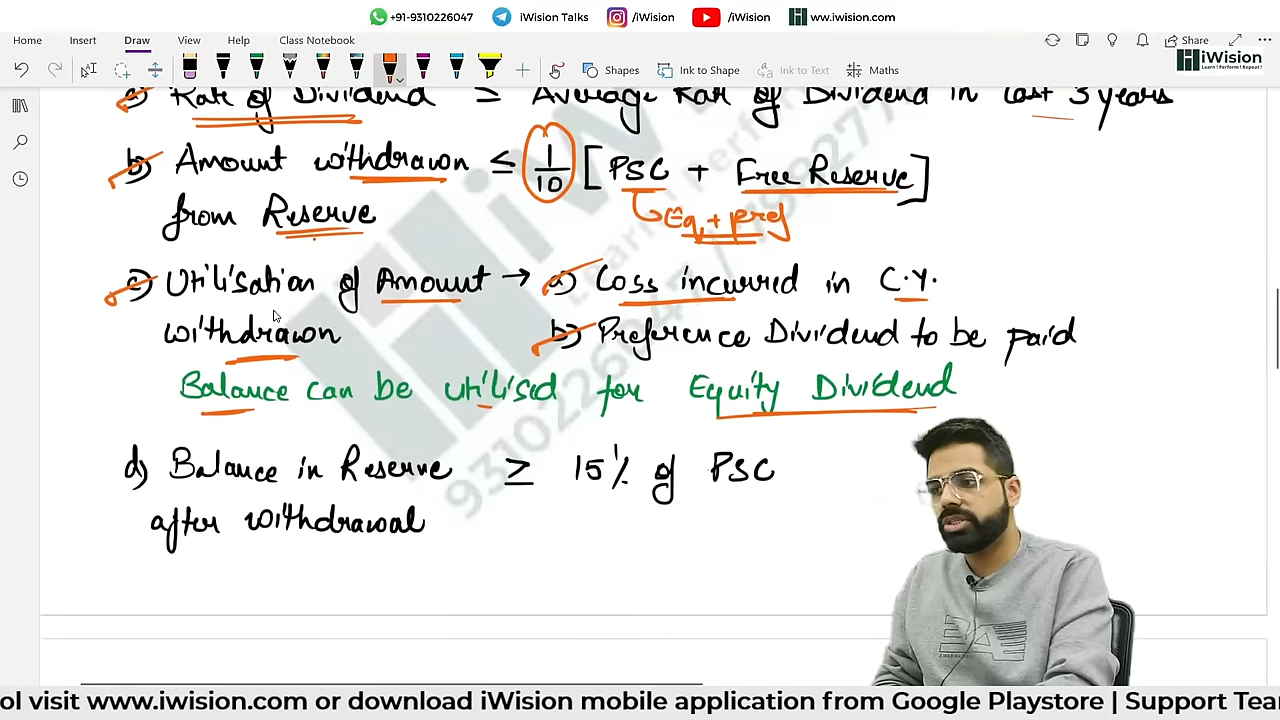 +91-9310226047 iWision Talks /iWision /iWision ww.iwision.com
Home Insert Draw View Help Class Notebook Share
Shapes Ink to Shape Ink to Text Maths
iWision
Learn ! Perform ! Repeat !
a) Rate of Dividend ≤ Average Rate of Dividend in last 3 years
b) Amount withdrawn ≤ 1/10 [PSC + Free Reserve]
from Reserve
Eq + pref
c) Utilisation of Amount → a) Loss incurred in C.Y.
withdrawn b) Preference Dividend to be paid
Balance can be utilised for Equity Dividend
d) Balance in Reserve ≥ 15% of PSC
after withdrawal
ol visit www.iwision.com or download iWision mobile application from Google Playstore | Support Tea